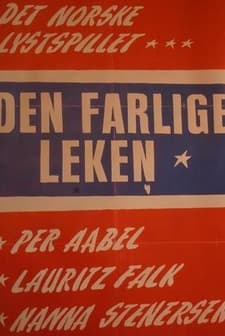 DET NORSKE
LYSTSPILLET
DEN FARLIGE
LEKEN
PER AABEL
LAURITZ FALK
NANNA STENERSEN